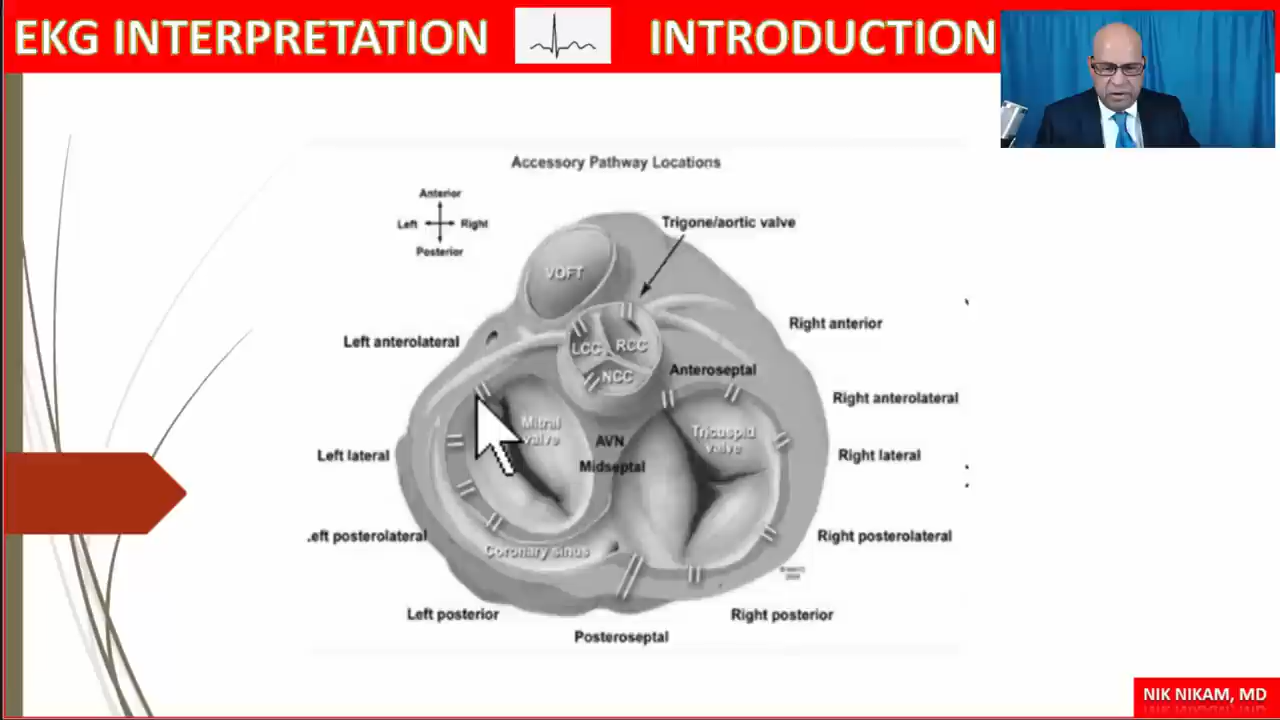 EKG INTERPRETATION INTRODUCTION
Accessory Pathway Locations
Anterior
Left Right
Posterior
Trigone/aortic valve
VOFT
Right anterior
Left anterolateral
LCC RCC
NCC
Anteroseptal
Right anterolateral
Mitral valve
AVN
Midseptal
Tricuspid valve
Left lateral
Right lateral
eft posterolateral
Right posterolateral
Coronary sinus
Left posterior
Right posterior
Posteroseptal
NIK NIKAM, MD